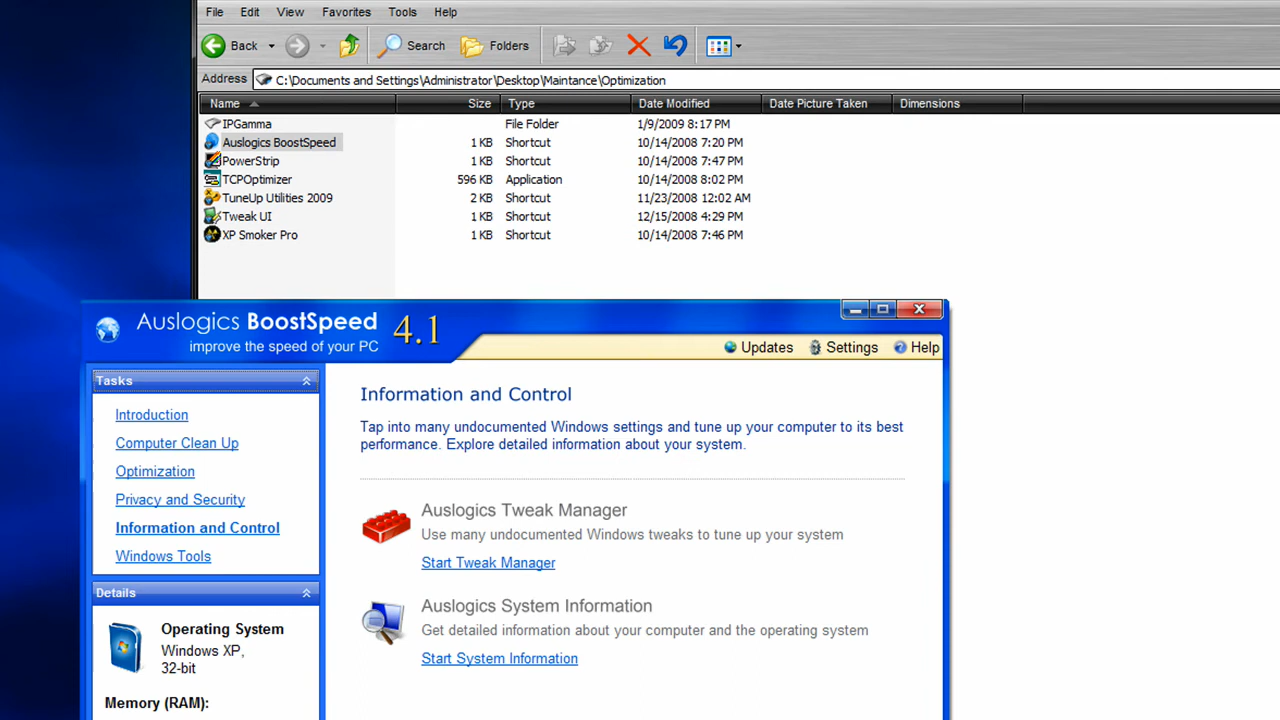 File Edit View Favorites Tools Help
Back Search Folders
Address C:\Documents and Settings\Administrator\Desktop\Maintance\Optimization
Name Size Type Date Modified Date Picture Taken Dimensions
IPGamma File Folder 1/9/2009 8:17 PM
Auslogics BoostSpeed 1 KB Shortcut 10/14/2008 7:20 PM
PowerStrip 1 KB Shortcut 10/14/2008 7:47 PM
TCPOptimizer 596 KB Application 10/14/2008 8:02 PM
TuneUp Utilities 2009 2 KB Shortcut 11/23/2008 12:02 AM
Tweak UI 1 KB Shortcut 12/15/2008 4:29 PM
XP Smoker Pro 1 KB Shortcut 10/14/2008 7:46 PM
Auslogics BoostSpeed 4.1
improve the speed of your PC
Updates Settings Help
Tasks
Introduction
Computer Clean Up
Optimization
Privacy and Security
Information and Control
Windows Tools
Details
Operating System
Windows XP,
32-bit
Memory (RAM):
Information and Control
Tap into many undocumented Windows settings and tune up your computer to its best
performance. Explore detailed information about your system.
Auslogics Tweak Manager
Use many undocumented Windows tweaks to tune up your system
Start Tweak Manager
Auslogics System Information
Get detailed information about your computer and the operating system
Start System Information